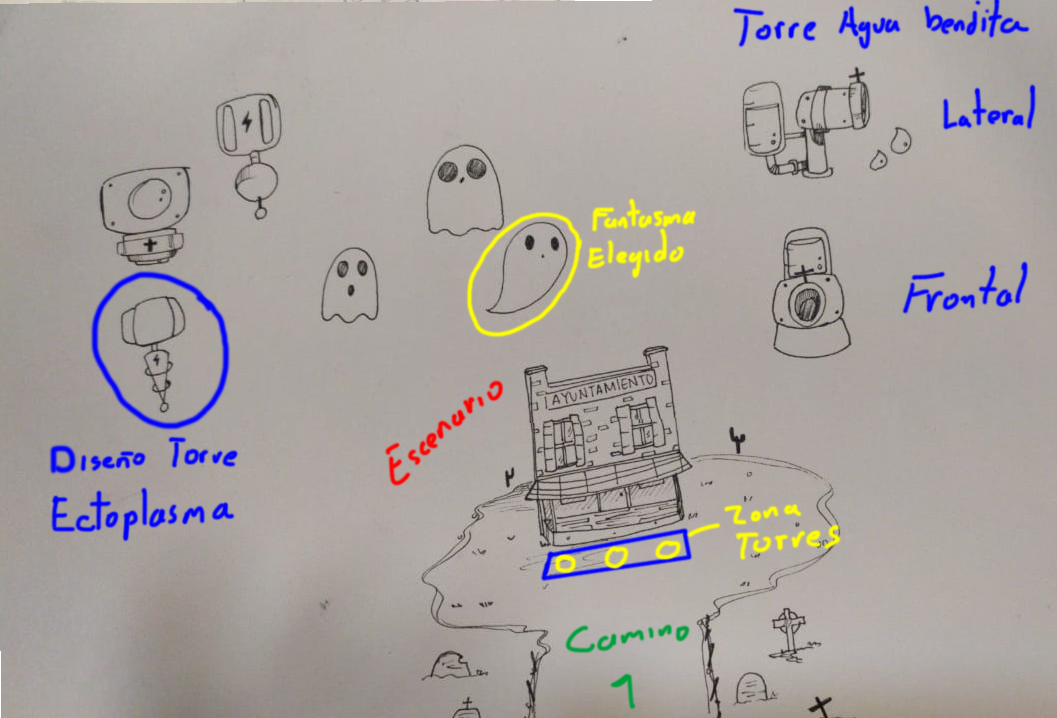 Torre Agua bendita
Lateral
Fantasma
Elegido
Frontal
Diseño Torre
Ectoplasma
Escenario
AYUNTAMIENTO
Zona
Torres
Camino
1